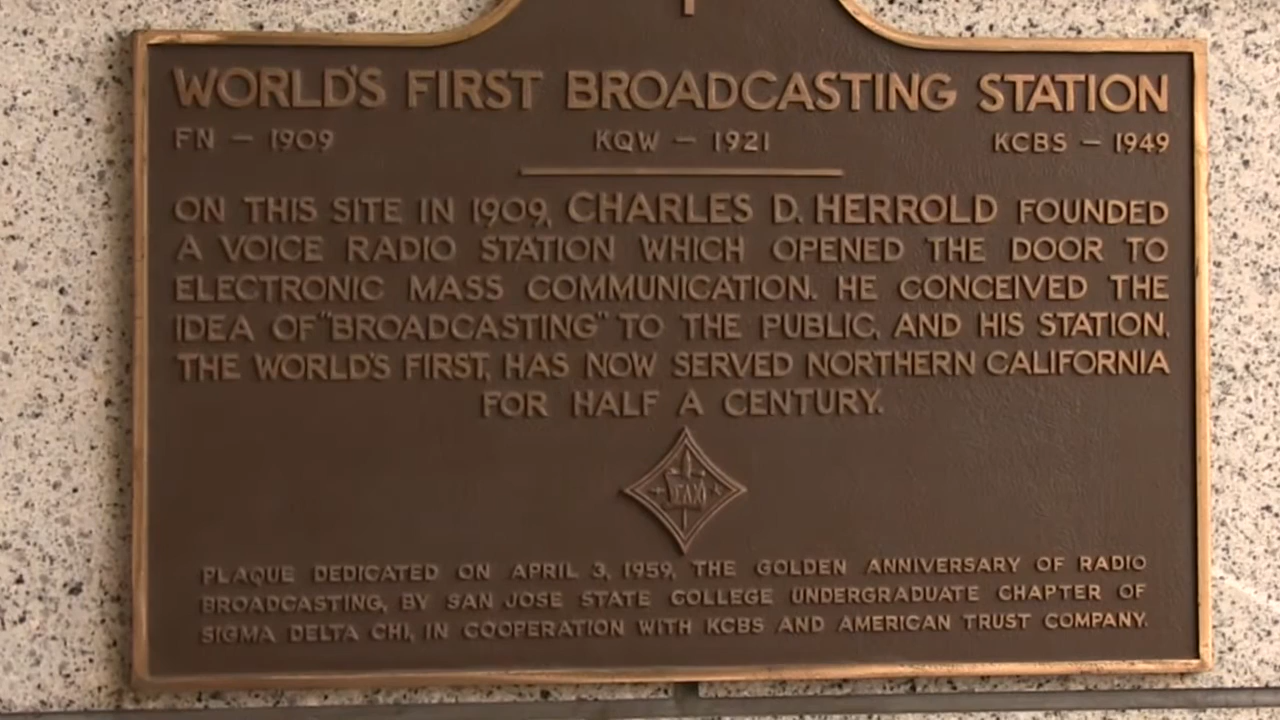 WORLD'S FIRST BROADCASTING STATION
FN — 1909 KQW — 1921 KCBS — 1949
ON THIS SITE IN 1909, CHARLES D. HERROLD FOUNDED
A VOICE RADIO STATION WHICH OPENED THE DOOR TO
ELECTRONIC MASS COMMUNICATION. HE CONCEIVED THE
IDEA OF "BROADCASTING" TO THE PUBLIC, AND HIS STATION,
THE WORLD'S FIRST, HAS NOW SERVED NORTHERN CALIFORNIA
FOR HALF A CENTURY.
PLAQUE DEDICATED ON APRIL 3, 1959, THE GOLDEN ANNIVERSARY OF RADIO
BROADCASTING, BY SAN JOSE STATE COLLEGE UNDERGRADUATE CHAPTER OF
SIGMA DELTA CHI, IN COOPERATION WITH KCBS AND AMERICAN TRUST COMPANY.